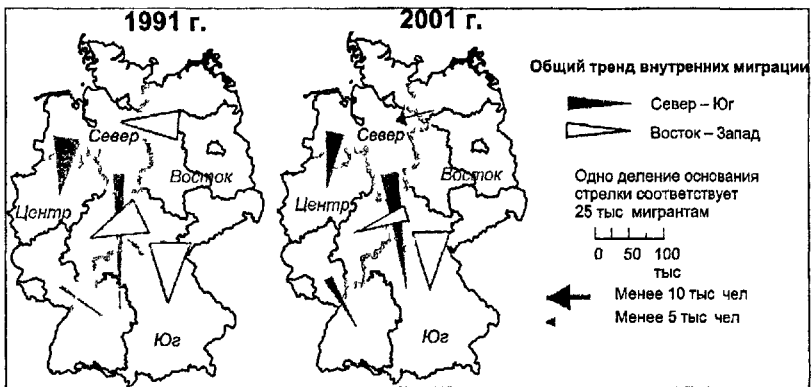 1991 г.
2001 г.
Север
Восток
Центр
Юг
Север
Восток
Центр
Юг
Общий тренд внутренних миграции
Север – Юг
Восток – Запад
Одно деление основания
стрелки соответствует
25 тыс мигрантам
0 50 100
тыс
Менее 10 тыс чел
Менее 5 тыс чел